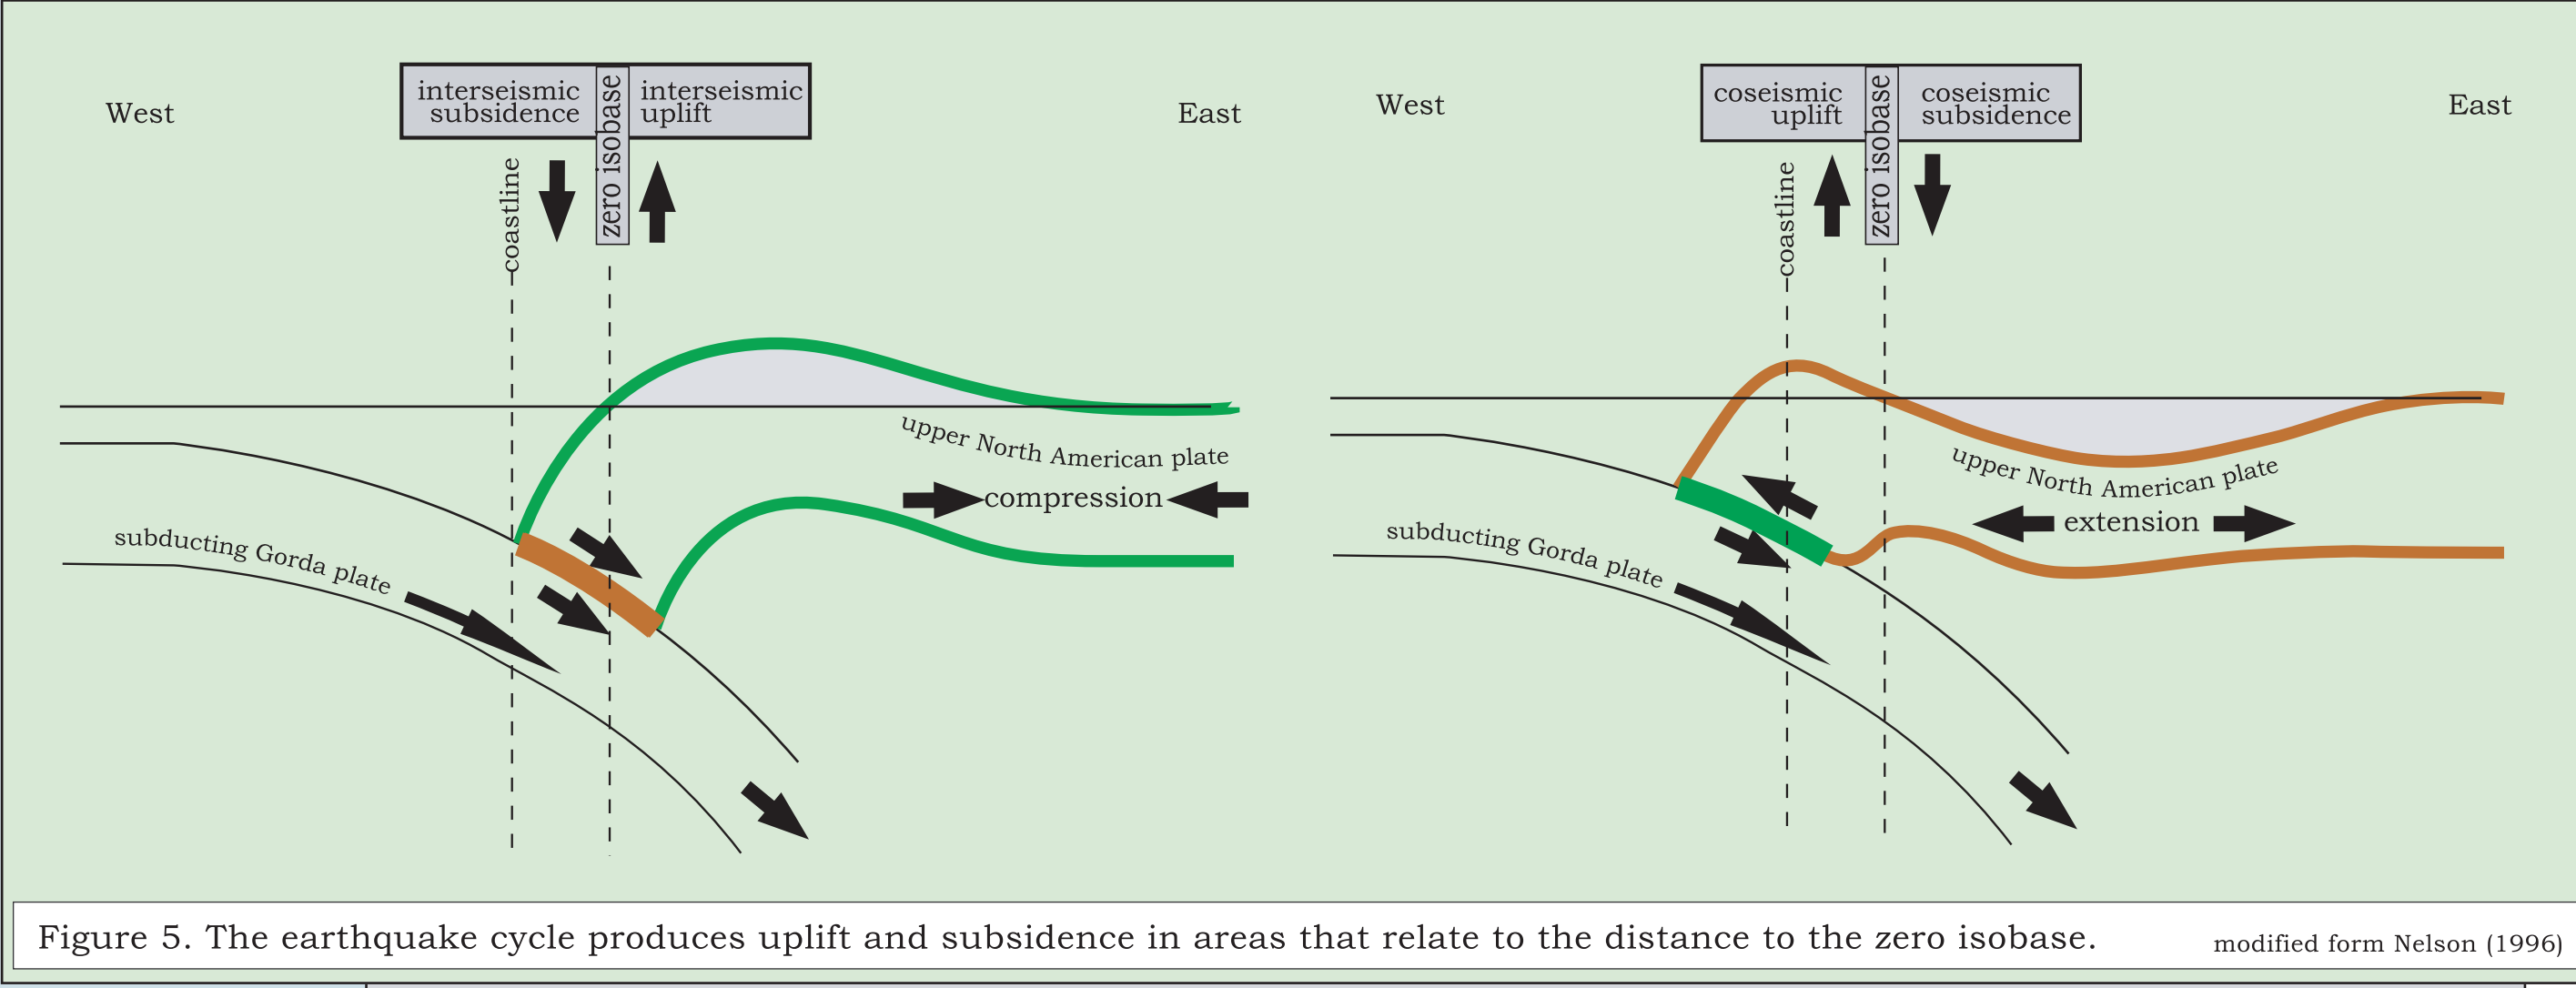 West
interseismic
subsidence
zero isobase
interseismic
uplift
East
coastline
upper North American plate
compression
subducting Gorda plate
West
coseismic
uplift
zero isobase
coseismic
subsidence
East
coastline
upper North American plate
extension
subducting Gorda plate
Figure 5. The earthquake cycle produces uplift and subsidence in areas that relate to the distance to the zero isobase.
modified form Nelson (1996)